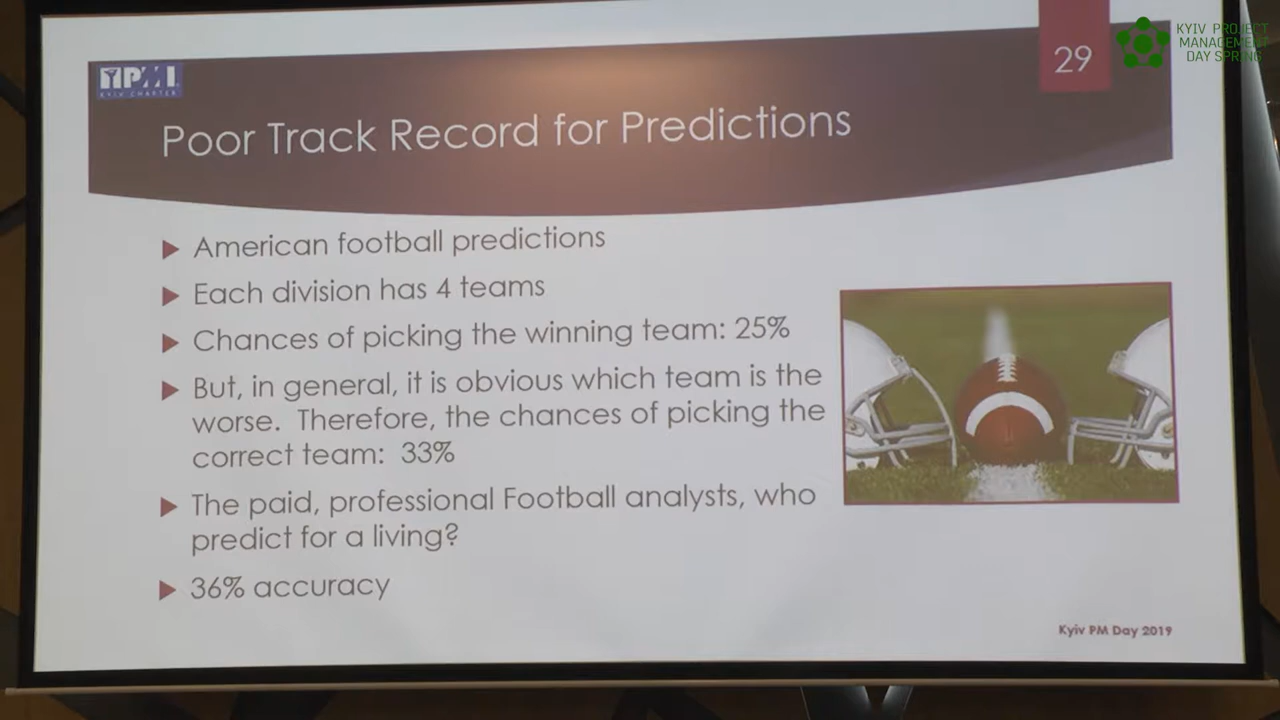 KYIV PROJECT
MANAGEMENT
DAY SPRING
29
PMI
KYIV CHAPTER
Poor Track Record for Predictions
American football predictions
Each division has 4 teams
Chances of picking the winning team: 25%
But, in general, it is obvious which team is the
worse. Therefore, the chances of picking the
correct team: 33%
The paid, professional Football analysts, who
predict for a living?
36% accuracy
Kyiv PM Day 2019